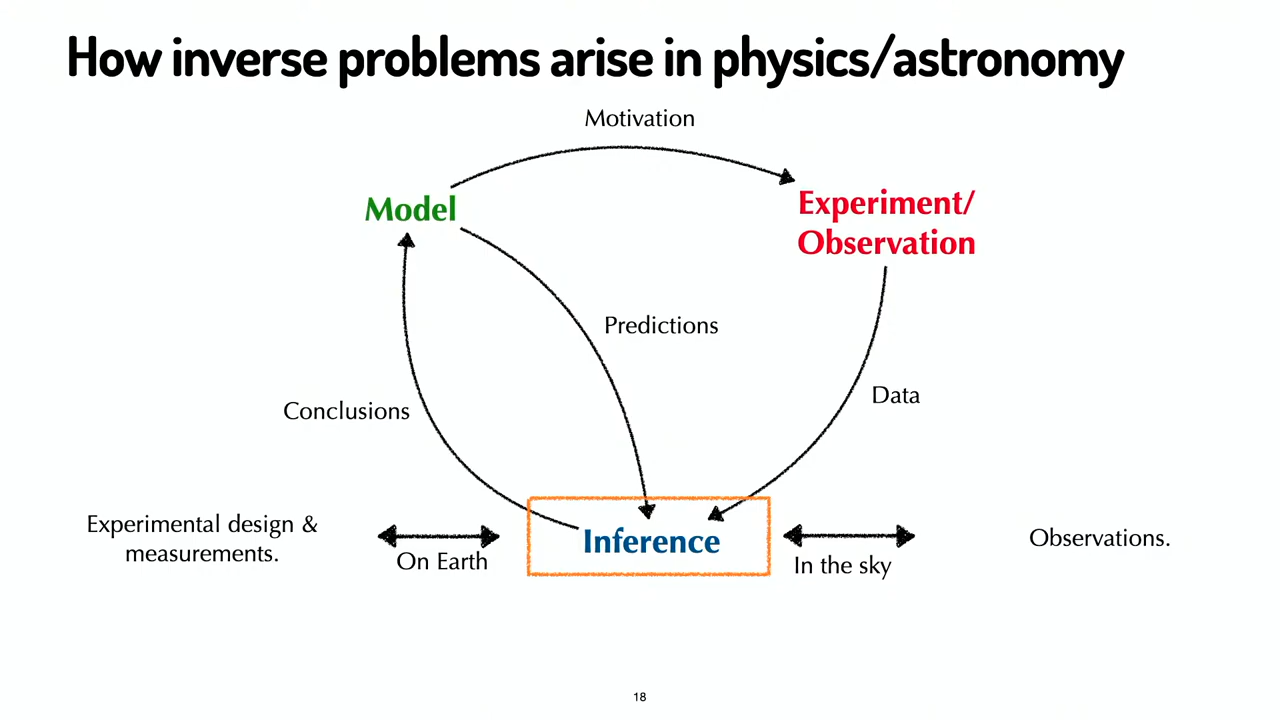 How inverse problems arise in physics/astronomy
Motivation
Model
Experiment/
Observation
Predictions
Data
Conclusions
Experimental design &
measurements.
On Earth
Inference
In the sky
Observations.
18